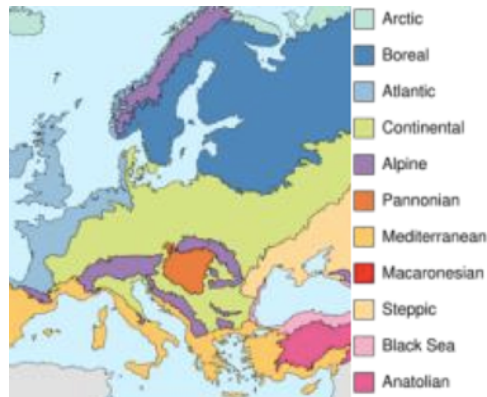 Arctic
Boreal
Atlantic
Continental
Alpine
Pannonian
Mediterranean
Macaronesian
Steppic
Black Sea
Anatolian